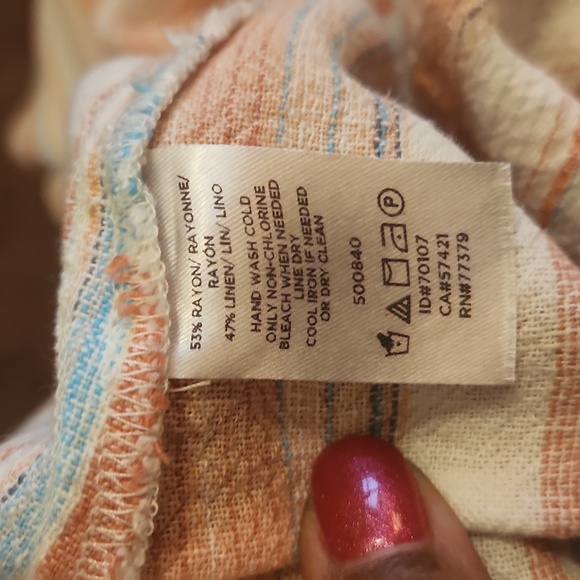 53% RAYON/ RAYONNE/
RAYÓN
47% LINEN/ LIN/ LINO
HAND WASH COLD
ONLY NON-CHLORINE
BLEACH WHEN NEEDED
LINE DRY
COOL IRON IF NEEDED
OR DRY CLEAN
500840
P
ID#70107
CA#57421
RN#77379